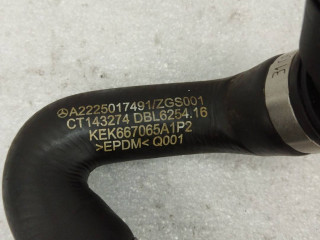 A2225017491/ZGS001
CT143274 DBL6254.16
KEK667065A1P2
>EPDM< Q001